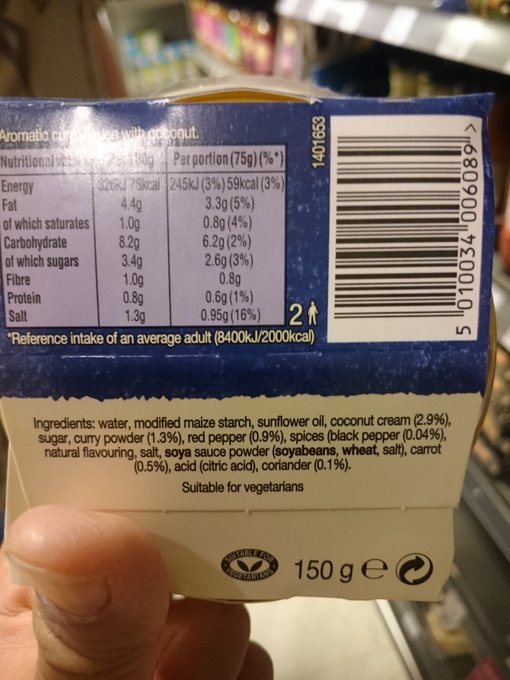 Aromatic curry sauce with coconut.
Nutritional values Per 100g Per portion (75g) (%*)
Energy 326kJ 78kcal 245kJ (3%) 59kcal (3%)
Fat 4.4g 3.3g (5%)
of which saturates 1.0g 0.8g (4%)
Carbohydrate 8.2g 6.2g (2%)
of which sugars 3.4g 2.6g (3%)
Fibre 1.0g 0.8g
Protein 0.8g 0.6g (1%)
Salt 1.3g 0.95g (16%)
2
*Reference intake of an average adult (8400kJ/2000kcal)
1401653
5 010034 006089 >
Ingredients: water, modified maize starch, sunflower oil, coconut cream (2.9%),
sugar, curry powder (1.3%), red pepper (0.9%), spices (black pepper (0.04%),
natural flavouring, salt, soya sauce powder (soyabeans, wheat, salt), carrot
(0.5%), acid (citric acid), coriander (0.1%).
Suitable for vegetarians
SUITABLE FOR
VEGETARIANS
150 g e